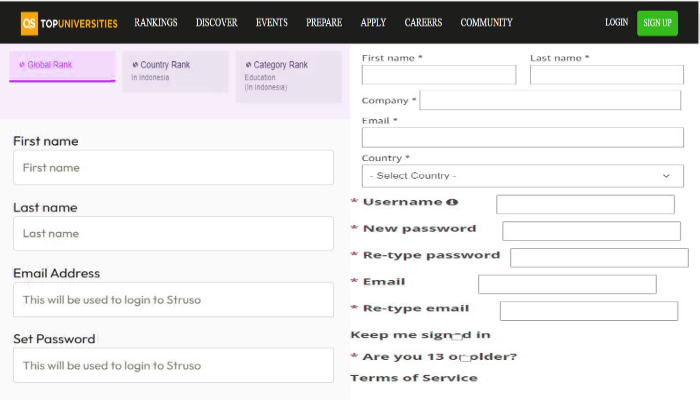 QS TOPUNIVERSITIES RANKINGS DISCOVER EVENTS PREPARE APPLY CAREERS COMMUNITY LOGIN SIGN UP
Global Rank
Country Rank
In Indonesia
Category Rank
Education
(In Indonesia)
First name
First name
Last name
Last name
Email Address
This will be used to login to Struso
Set Password
This will be used to login to Struso
First name *
Last name *
Company *
Email *
Country *
- Select Country -
* Username
* New password
* Re-type password
* Email
* Re-type email
Keep me signed in
* Are you 13 or older?
Terms of Service